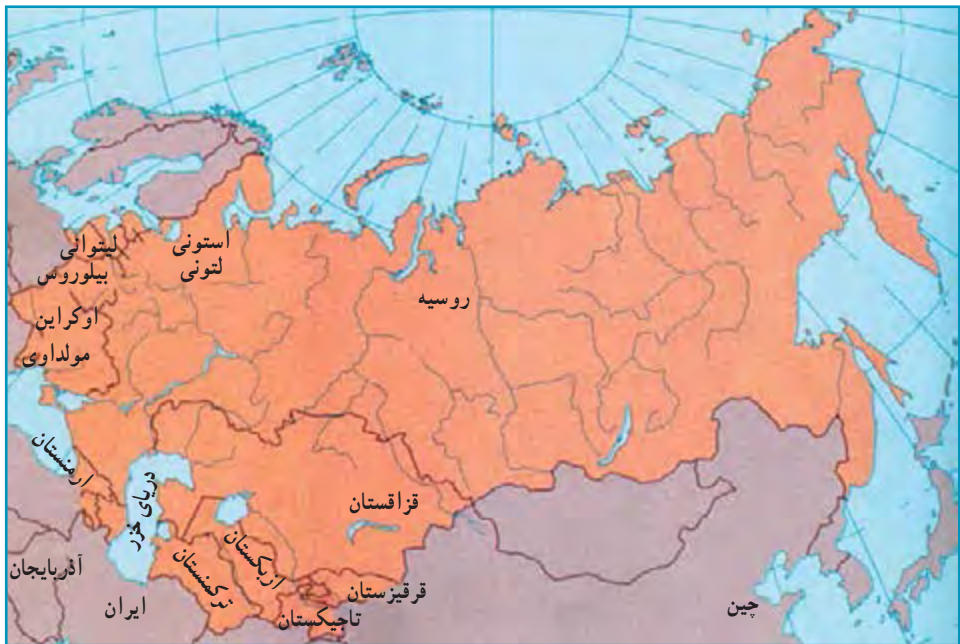 استونی
لتونی
لیتوانی
بیلوروس
روسیه
اوکراین
مولداوی
ارمنستان
دریای خزر
قزاقستان
ازبکستان
ترکمنستان
آذربایجان
ایران
قرقیزستان
تاجیکستان
چین